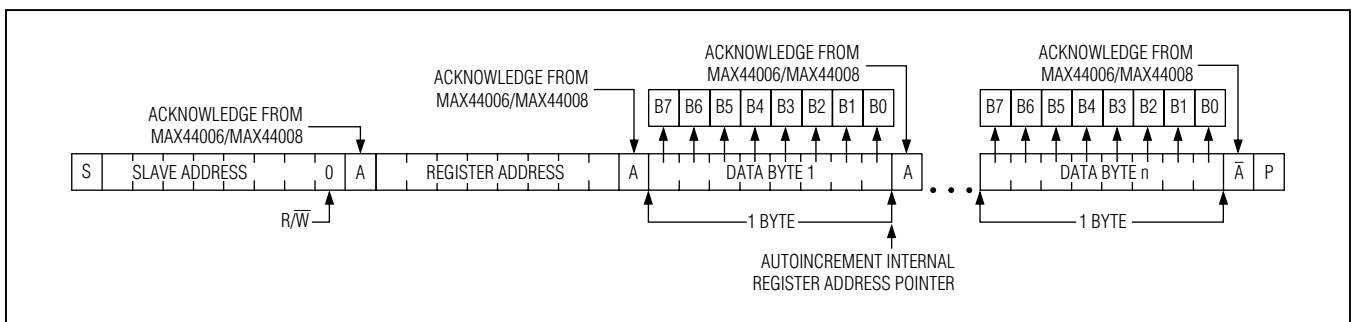 ACKNOWLEDGE FROM
MAX44006/MAX44008
ACKNOWLEDGE FROM
MAX44006/MAX44008
ACKNOWLEDGE FROM
MAX44006/MAX44008
ACKNOWLEDGE FROM
MAX44006/MAX44008
B7 B6 B5 B4 B3 B2 B1 B0
B7 B6 B5 B4 B3 B2 B1 B0
S SLAVE ADDRESS 0 A REGISTER ADDRESS A DATA BYTE 1 A ... DATA BYTE n A̅ P
R/W̅
1 BYTE
1 BYTE
AUTOINCREMENT INTERNAL
REGISTER ADDRESS POINTER